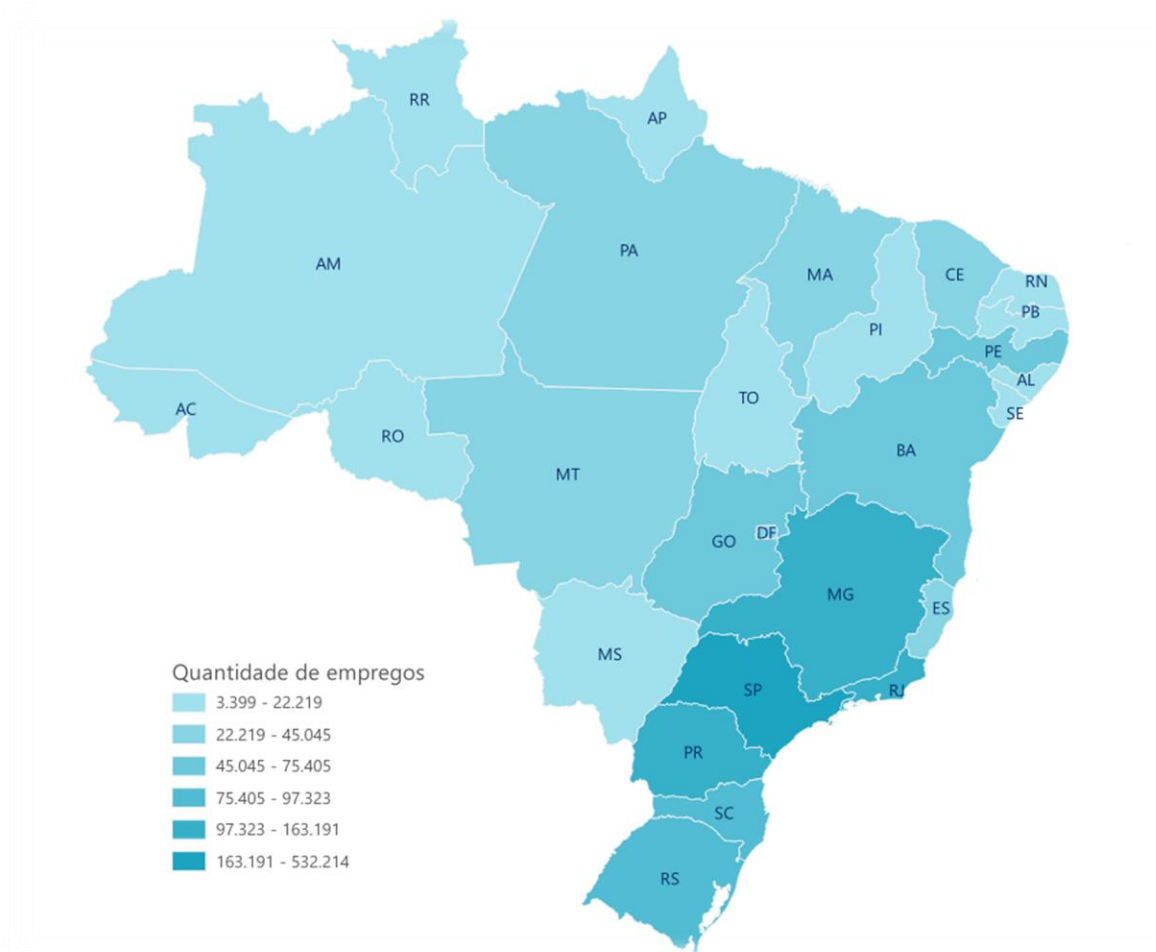 RR
AP
AM
PA
MA
CE
RN
PB
PI
PE
AL
TO
SE
AC
RO
BA
MT
DF
GO
MG
ES
MS
SP
RJ
PR
SC
RS
Quantidade de empregos
3.399 - 22.219
22.219 - 45.045
45.045 - 75.405
75.405 - 97.323
97.323 - 163.191
163.191 - 532.214